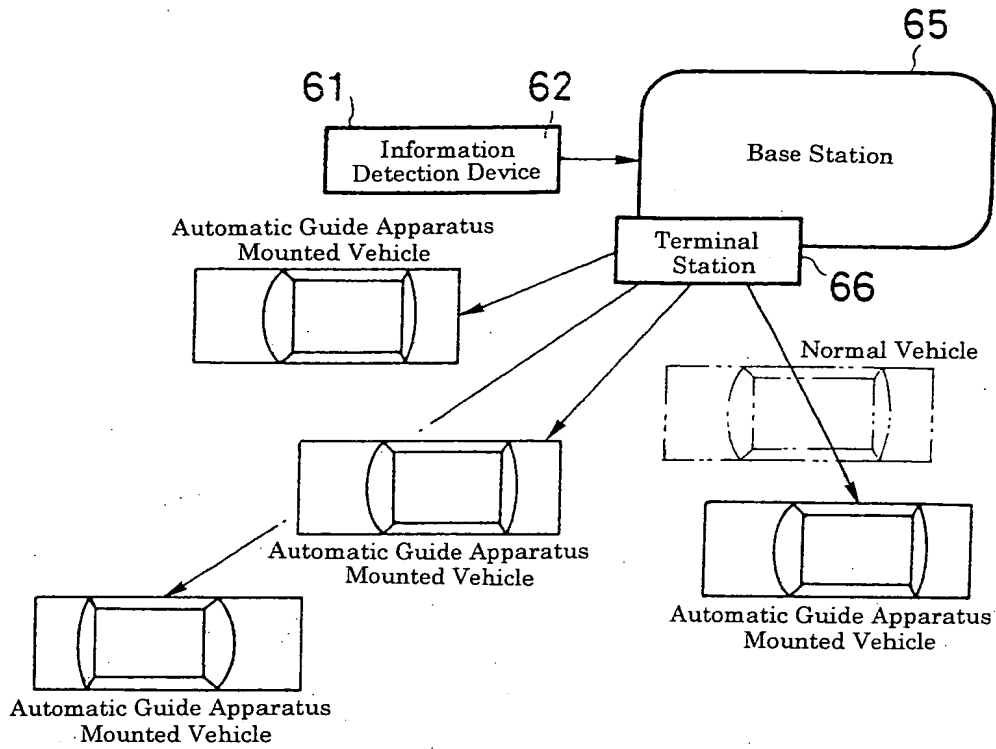 65
61
62
Information
Detection Device
Base Station
Automatic Guide Apparatus
Mounted Vehicle
Terminal
Station
66
Normal Vehicle
Automatic Guide Apparatus
Mounted Vehicle
Automatic Guide Apparatus
Mounted Vehicle
Automatic Guide Apparatus
Mounted Vehicle